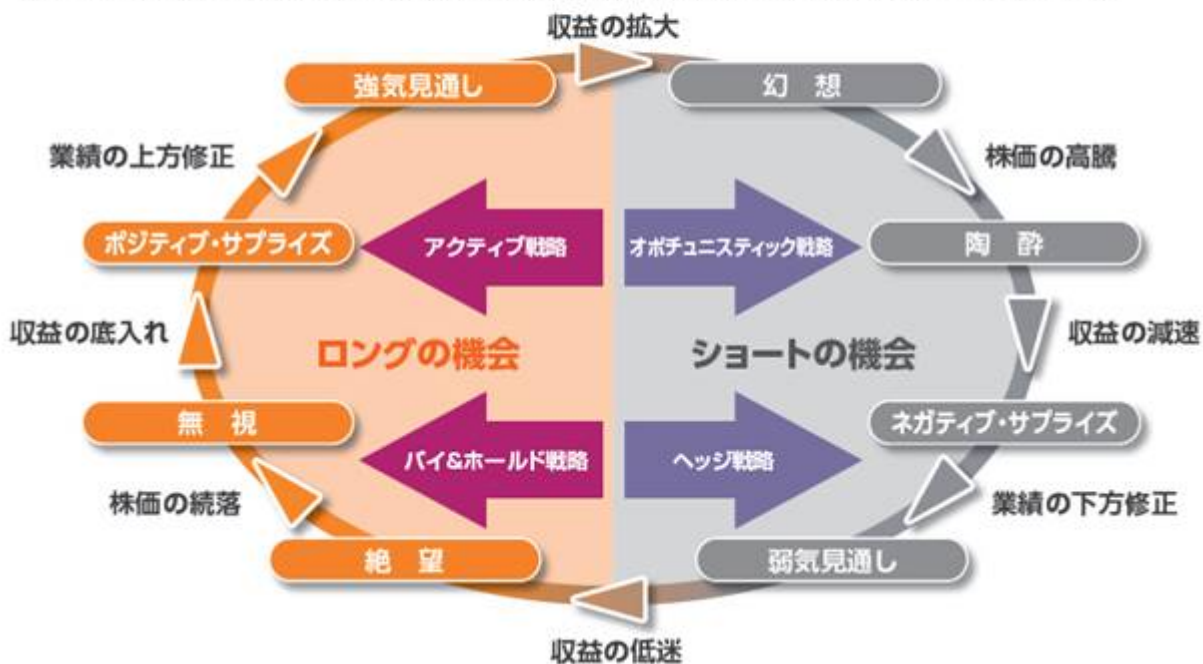 収益の拡大
強気見通し
幻 想
業績の上方修正
株価の高騰
ポジティブ・サプライズ
アクティブ戦略
オポチュニスティック戦略
陶 酔
収益の底入れ
ロングの機会
ショートの機会
収益の減速
無 視
バイ&ホールド戦略
ヘッジ戦略
ネガティブ・サプライズ
株価の続落
業績の下方修正
絶 望
弱気見通し
収益の低迷